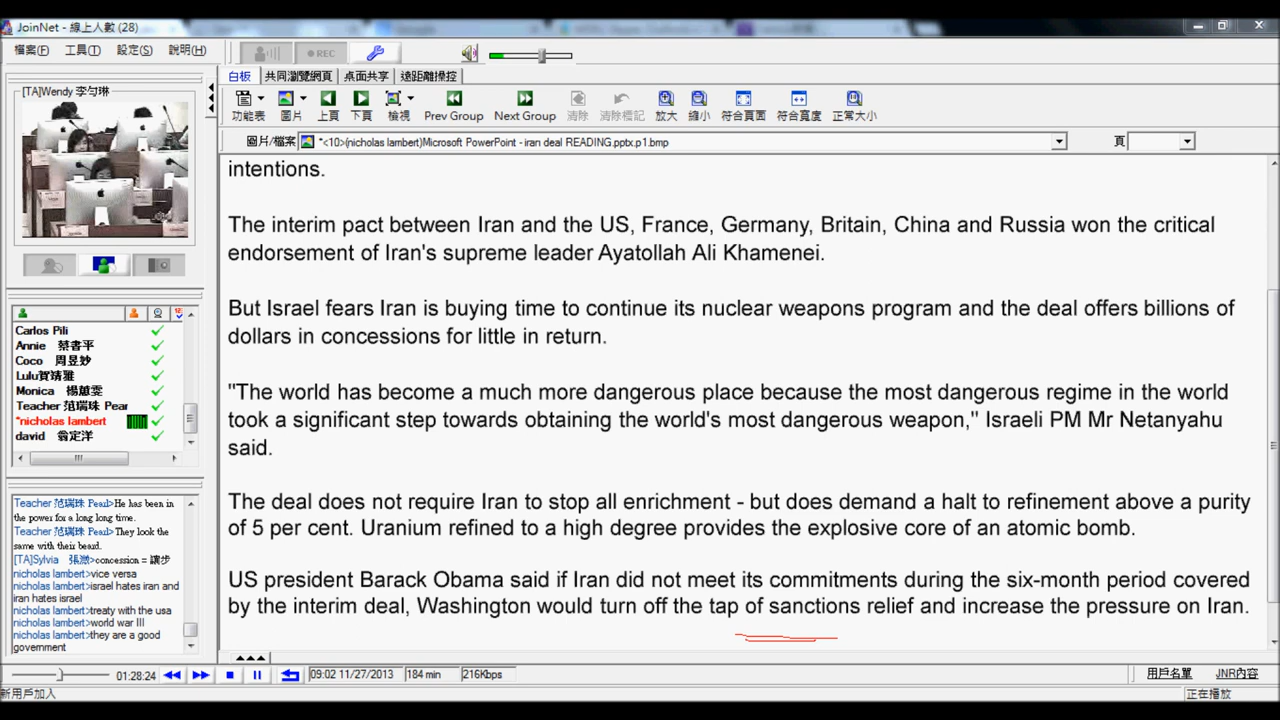 JoinNet - 線上人數 (28)
檔案(F) 工具(T) 設定(S) 說明(H)
REC
[TA]Wendy 李勻琳
白板 共同瀏覽網頁 桌面共享 遠距離操控
功能表 圖片 上頁 下頁 檢視 Prev Group Next Group 清除 清除標記 放大 縮小 符合頁面 符合寬度 正常大小
圖片/檔案 *<10>(nicholas lambert)Microsoft PowerPoint - iran deal READING.pptx.p1.bmp 頁
intentions.
The interim pact between Iran and the US, France, Germany, Britain, China and Russia won the critical
endorsement of Iran's supreme leader Ayatollah Ali Khamenei.
But Israel fears Iran is buying time to continue its nuclear weapons program and the deal offers billions of
dollars in concessions for little in return.
"The world has become a much more dangerous place because the most dangerous regime in the world
took a significant step towards obtaining the world's most dangerous weapon," Israeli PM Mr Netanyahu
said.
The deal does not require Iran to stop all enrichment - but does demand a halt to refinement above a purity
of 5 per cent. Uranium refined to a high degree provides the explosive core of an atomic bomb.
US president Barack Obama said if Iran did not meet its commitments during the six-month period covered
by the interim deal, Washington would turn off the tap of sanctions relief and increase the pressure on Iran.
Carlos Pili
Annie 蔡書平
Coco 周昱妙
Lulu賀靖雅
Monica 楊蕙雯
Teacher 范瑞珠 Pear
*nicholas lambert
david 翁定洋
Teacher 范瑞珠 Pearl>He has been in
the power for a long long time.
Teacher 范瑞珠 Pearl>They look the
same with their beard.
[TA]Sylvia 張>concession = 讓步
nicholas lambert>vice versa
nicholas lambert>israel hates iran and
iran hates israel
nicholas lambert>treaty with the usa
nicholas lambert>world war III
nicholas lambert>they are a good
government
01:28:24 09:02 11/27/2013 184 min 216Kbps 用戶名單 JNR內容
新用戶加入 正在播放